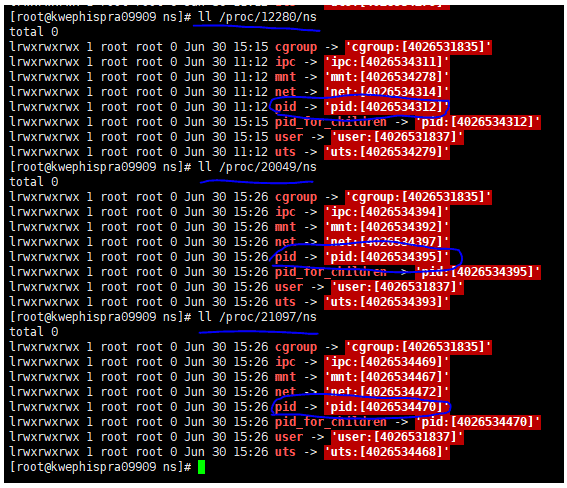 [root@kwephispra09909 ns]# ll /proc/12280/ns
total 0
lrwxrwxrwx 1 root root 0 Jun 30 15:15 cgroup -> 'cgroup:[4026531835]'
lrwxrwxrwx 1 root root 0 Jun 30 11:12 ipc -> 'ipc:[4026534311]'
lrwxrwxrwx 1 root root 0 Jun 30 11:12 mnt -> 'mnt:[4026534278]'
lrwxrwxrwx 1 root root 0 Jun 30 11:12 net -> 'net:[4026534314]'
lrwxrwxrwx 1 root root 0 Jun 30 11:12 pid -> 'pid:[4026534312]'
lrwxrwxrwx 1 root root 0 Jun 30 15:15 pid_for_children -> 'pid:[4026534312]'
lrwxrwxrwx 1 root root 0 Jun 30 15:15 user -> 'user:[4026531837]'
lrwxrwxrwx 1 root root 0 Jun 30 11:12 uts -> 'uts:[4026534279]'
[root@kwephispra09909 ns]# ll /proc/20049/ns
total 0
lrwxrwxrwx 1 root root 0 Jun 30 15:26 cgroup -> 'cgroup:[4026531835]'
lrwxrwxrwx 1 root root 0 Jun 30 15:26 ipc -> 'ipc:[4026534394]'
lrwxrwxrwx 1 root root 0 Jun 30 15:26 mnt -> 'mnt:[4026534392]'
lrwxrwxrwx 1 root root 0 Jun 30 15:26 net -> 'net:[4026534397]'
lrwxrwxrwx 1 root root 0 Jun 30 15:26 pid -> 'pid:[4026534395]'
lrwxrwxrwx 1 root root 0 Jun 30 15:26 pid_for_children -> 'pid:[4026534395]'
lrwxrwxrwx 1 root root 0 Jun 30 15:26 user -> 'user:[4026531837]'
lrwxrwxrwx 1 root root 0 Jun 30 15:26 uts -> 'uts:[4026534393]'
[root@kwephispra09909 ns]# ll /proc/21097/ns
total 0
lrwxrwxrwx 1 root root 0 Jun 30 15:26 cgroup -> 'cgroup:[4026531835]'
lrwxrwxrwx 1 root root 0 Jun 30 15:26 ipc -> 'ipc:[4026534469]'
lrwxrwxrwx 1 root root 0 Jun 30 15:26 mnt -> 'mnt:[4026534467]'
lrwxrwxrwx 1 root root 0 Jun 30 15:26 net -> 'net:[4026534472]'
lrwxrwxrwx 1 root root 0 Jun 30 15:26 pid -> 'pid:[4026534470]'
lrwxrwxrwx 1 root root 0 Jun 30 15:26 pid_for_children -> 'pid:[4026534470]'
lrwxrwxrwx 1 root root 0 Jun 30 15:26 user -> 'user:[4026531837]'
lrwxrwxrwx 1 root root 0 Jun 30 15:26 uts -> 'uts:[4026534468]'
[root@kwephispra09909 ns]#